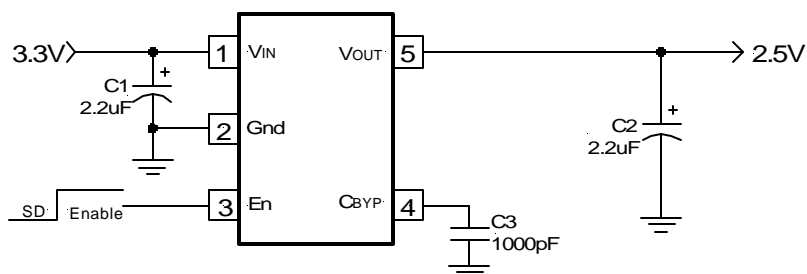 3.3V
1 VIN
VOUT 5
2.5V
+
C1
2.2uF
2 Gnd
+
C2
2.2uF
SD Enable
3 En
CBYP 4
C3
1000pF